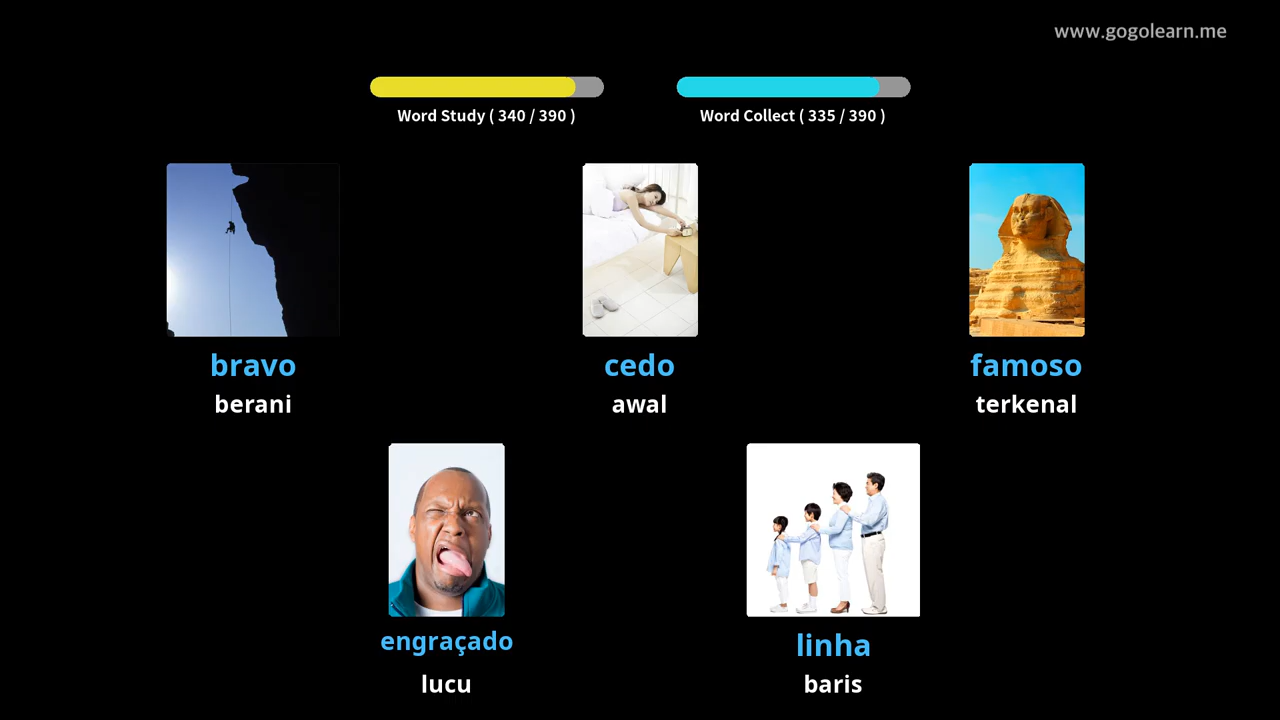 www.gogolearn.me
Word Study ( 340 / 390 )
Word Collect ( 335 / 390 )
bravo
berani
cedo
awal
famoso
terkenal
engraçado
lucu
linha
baris